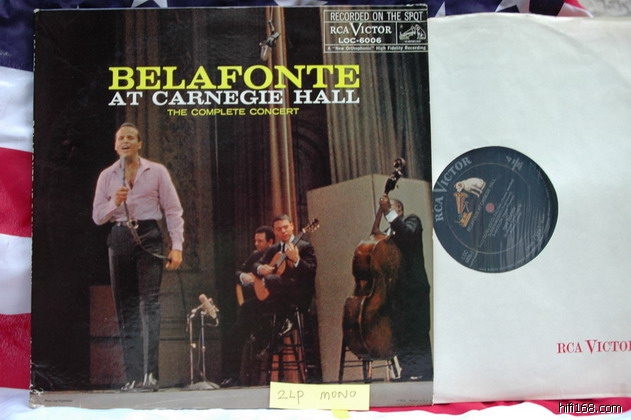 RECORDED ON THE SPOT
RCA VICTOR
LOC-6006
A "New Orthophonic" High Fidelity Recording
BELAFONTE
AT CARNEGIE HALL
THE COMPLETE CONCERT
RCA VICTOR
2LP MONO
RCA VICTOR
hifi168.com